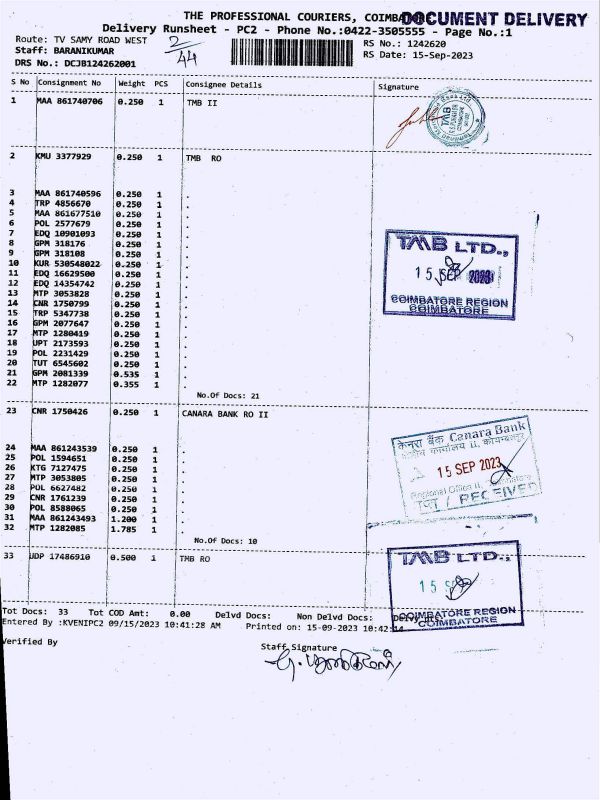 THE PROFESSIONAL COURIERS, COIMBATORE
DOCUMENT DELIVERY
Delivery Runsheet - PC2 - Phone No.:0422-3505555 - Page No.:1
Route: TV SAMY ROAD WEST
2/44
RS No.: 1242620
Staff: BARANIKUMAR
RS Date: 15-Sep-2023
DRS No.: DCJB124262001
S No Consignment No Weight PCS Consignee Details Signature
1 MAA 861740706 0.250 1 TMB II
2 KMU 3377929 0.250 1 TMB RO
3 MAA 861740596 0.250 1 .
4 TRP 4856670 0.250 1 .
5 MAA 861677510 0.250 1 .
6 POL 2577679 0.250 1 .
7 EDQ 10901093 0.250 1 .
8 GPM 318176 0.250 1 .
9 GPM 318108 0.250 1 .
10 KUR 530548022 0.250 1 .
11 EDQ 16629500 0.250 1 .
12 EDQ 14354742 0.250 1 .
13 MTP 3053828 0.250 1 .
14 CNR 1750799 0.250 1 .
15 TRP 5347738 0.250 1 .
16 GPM 2077647 0.250 1 .
17 MTP 1280419 0.250 1 .
18 UPT 2173593 0.250 1 .
19 POL 2231429 0.250 1 .
20 TUT 6545602 0.250 1 .
21 GPM 2081339 0.535 1 .
22 MTP 1282077 0.355 1 .
No.Of Docs: 21
TMB LTD.,
15 SEP 2023
COIMBATORE REGION
COIMBATORE
23 CNR 1750426 0.250 1 CANARA BANK RO II
24 MAA 861243539 0.250 1 .
25 POL 1594651 0.250 1 .
26 KTG 7127475 0.250 1 .
27 MTP 3053805 0.250 1 .
28 POL 6627482 0.250 1 .
29 CNR 1761239 0.250 1 .
30 POL 8588065 0.250 1 .
31 MAA 861243493 1.200 1 .
32 MTP 1282085 1.785 1 .
No.Of Docs: 10
केनरा बैंक Canara Bank
15 SEP 2023
Regional Office II,
RECEIVED
33 UDP 17486910 0.500 1 TMB RO
TMB LTD.,
15
COIMBATORE REGION
COIMBATORE
Tot Docs: 33 Tot COD Amt: 0.00 Delvd Docs: Non Delvd Docs:
Entered By :KVENIPC2 09/15/2023 10:41:28 AM Printed on: 15-09-2023 10:42:14
Verified By
Staff Signature